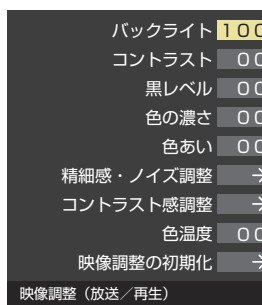 バックライト 100
コントラスト 00
黒レベル 00
色の濃さ 00
色あい 00
精細感・ノイズ調整 →
コントラスト感調整 →
色温度 00
映像調整の初期化 →
映像調整（放送／再生）